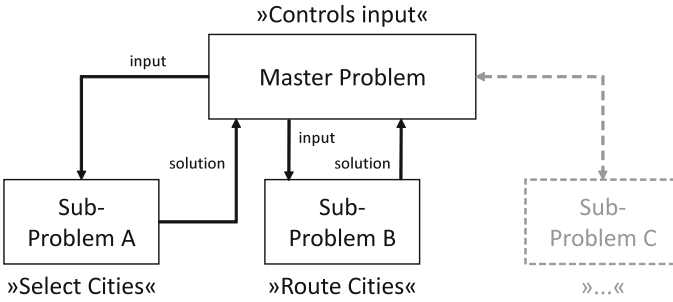 »Controls input«
input
Master Problem
input
solution
solution
Sub-
Problem A
Sub-
Problem B
Sub-
Problem C
»Select Cities«
»Route Cities«
»...«